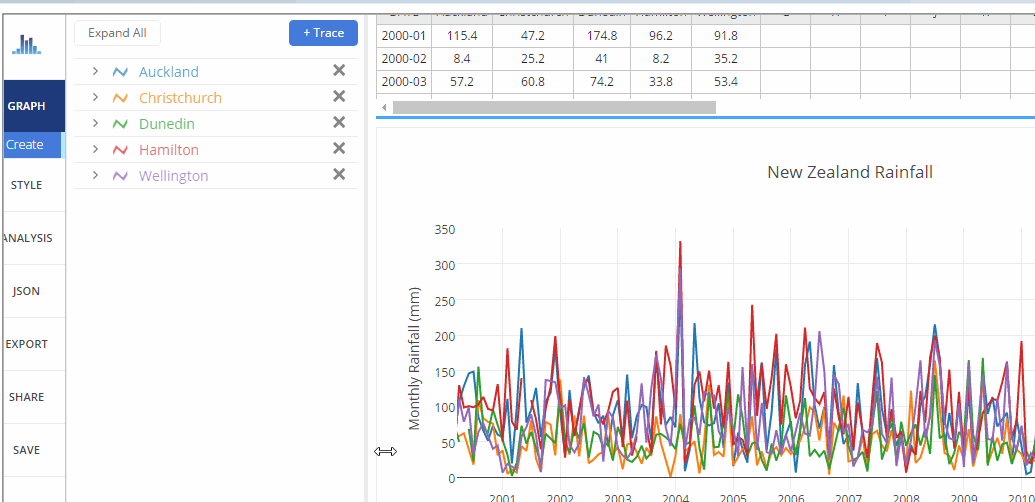 Expand All
+ Trace
GRAPH
Create
STYLE
ANALYSIS
JSON
EXPORT
SHARE
SAVE
Auckland
Christchurch
Dunedin
Hamilton
Wellington
2000-01 115.4 47.2 174.8 96.2 91.8
2000-02 8.4 25.2 41 8.2 35.2
2000-03 57.2 60.8 74.2 33.8 53.4
New Zealand Rainfall
Monthly Rainfall (mm)
350
300
250
200
150
100
50
0
2001 2002 2003 2004 2005 2006 2007 2008 2009 2010